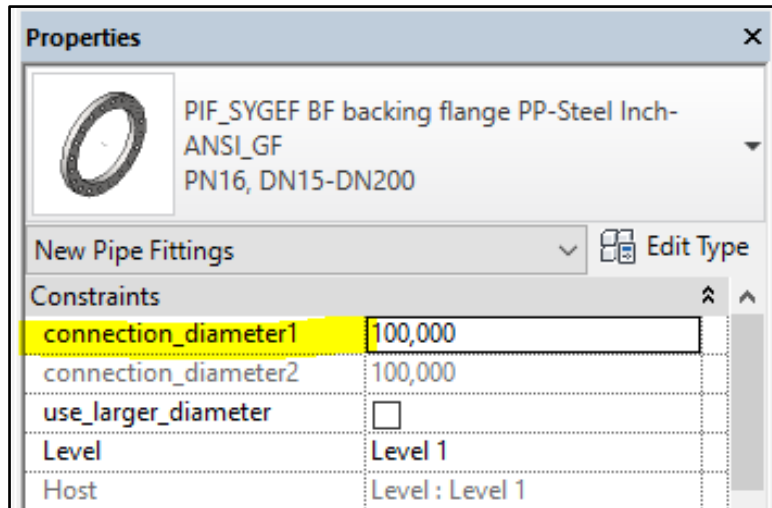 Properties
PIF_SYGEF BF backing flange PP-Steel Inch-
ANSI_GF
PN16, DN15-DN200
New Pipe Fittings Edit Type
Constraints
connection_diameter1 100,000
connection_diameter2 100,000
use_larger_diameter
Level Level 1
Host Level : Level 1